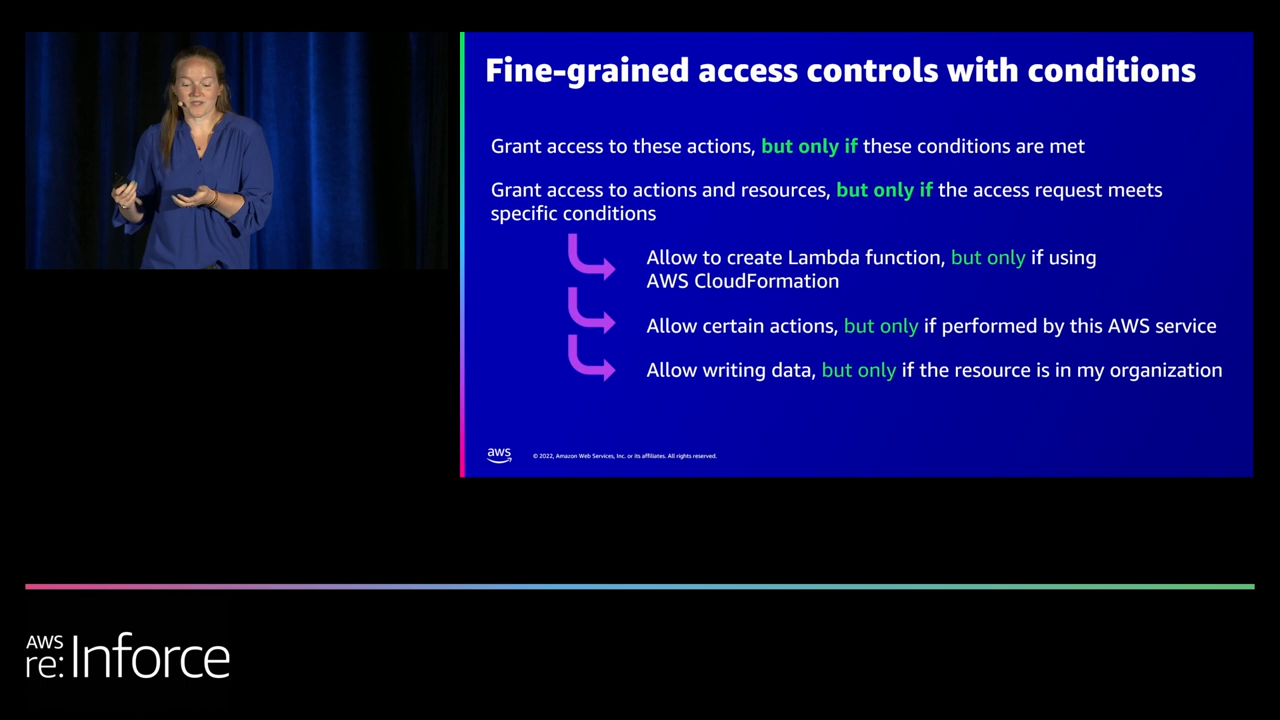 Fine-grained access controls with conditions
Grant access to these actions, but only if these conditions are met
Grant access to actions and resources, but only if the access request meets
specific conditions
Allow to create Lambda function, but only if using
AWS CloudFormation
Allow certain actions, but only if performed by this AWS service
Allow writing data, but only if the resource is in my organization
aws
© 2022, Amazon Web Services, Inc. or its affiliates. All rights reserved.
AWS
re:Inforce